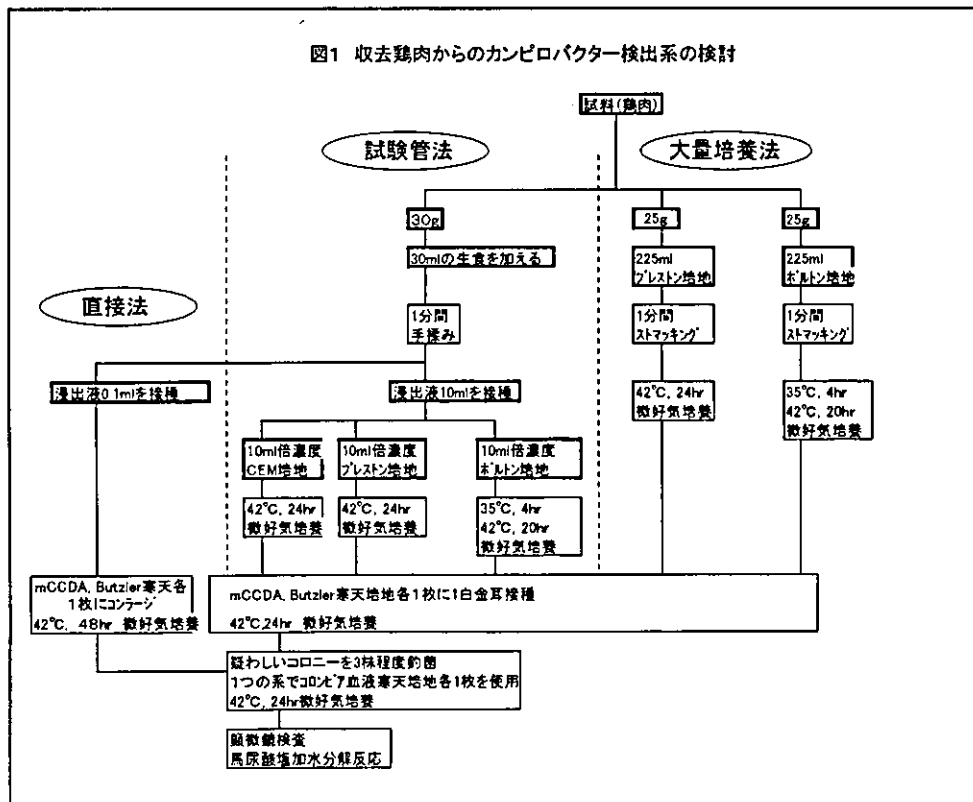 図1 収去鶏肉からのカンピロバクター検出系の検討
試料(鶏肉)
試験管法
大量培養法
30g
25g
25g
30mlの生食を加える
225ml
プレストン培地
225ml
ボルトン培地
直接法
1分間
手揉み
1分間
ストマッキング
1分間
ストマッキング
浸出液0.1mlを接種
浸出液10mlを接種
42°C, 24hr
微好気培養
35°C, 4hr
42°C, 20hr
微好気培養
10ml倍濃度
CEM培地
10ml倍濃度
プレストン培地
10ml倍濃度
ボルトン培地
42°C, 24hr
微好気培養
42°C, 24hr
微好気培養
35°C, 4hr
42°C, 20hr
微好気培養
mCCDA, Butzler寒天各
1枚にコンラージ
42°C, 48hr 微好気培養
mCCDA, Butzler寒天培地各1枚に1白金耳接種
42°C,24hr 微好気培養
疑わしいコロニーを3株程度釣菌
1つの系でコロンビア血液寒天培地各1枚を使用
42°C, 24hr微好気培養
顕微鏡検査
馬尿酸塩加水分解反応